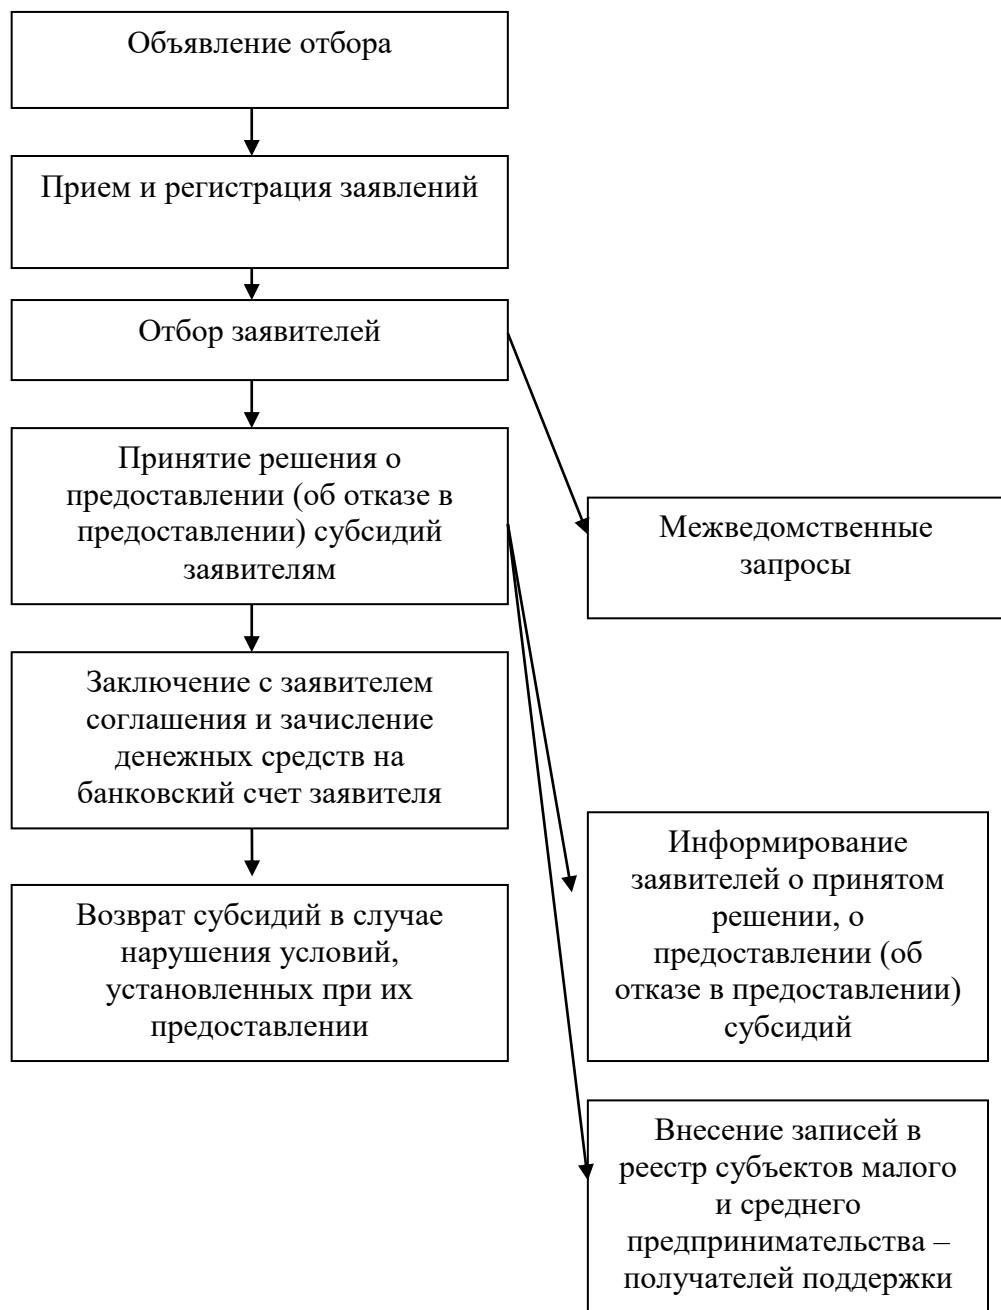 Объявление отбора
Прием и регистрация заявлений
Отбор заявителей
Принятие решения о
предоставлении (об отказе в
предоставлении) субсидий
заявителям
Межведомственные
запросы
Заключение с заявителем
соглашения и зачисление
денежных средств на
банковский счет заявителя
Информирование
заявителей о принятом
решении, о
предоставлении (об
отказе в предоставлении)
субсидий
Возврат субсидий в случае
нарушения условий,
установленных при их
предоставлении
Внесение записей в
реестр субъектов малого
и среднего
предпринимательства –
получателей поддержки